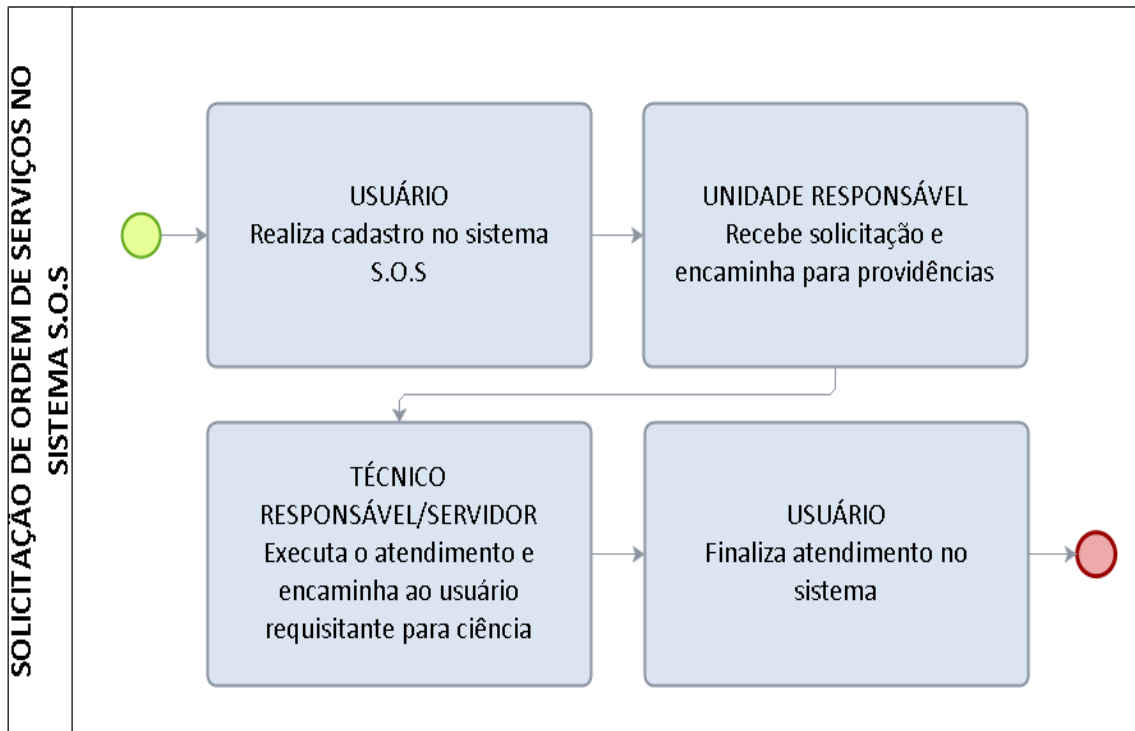 SOLICITAÇÃO DE ORDEM DE SERVIÇOS NO
SISTEMA S.O.S
USUÁRIO
Realiza cadastro no sistema
S.O.S
UNIDADE RESPONSÁVEL
Recebe solicitação e
encaminha para providências
TÉCNICO
RESPONSÁVEL/SERVIDOR
Executa o atendimento e
encaminha ao usuário
requisitante para ciência
USUÁRIO
Finaliza atendimento no
sistema